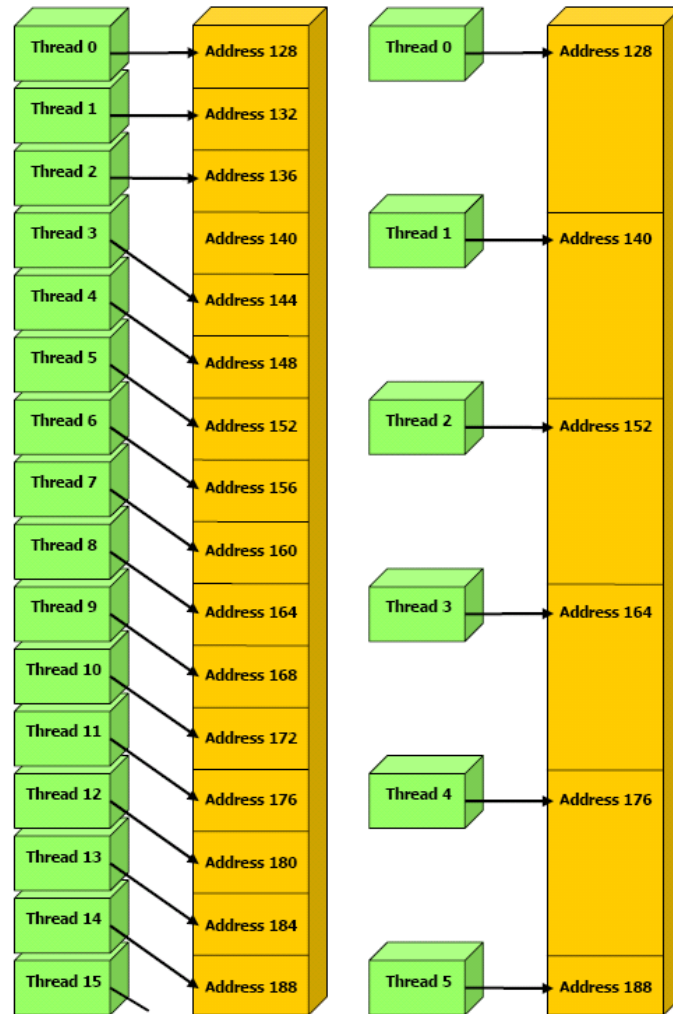 Thread 0
Thread 1
Thread 2
Thread 3
Thread 4
Thread 5
Thread 6
Thread 7
Thread 8
Thread 9
Thread 10
Thread 11
Thread 12
Thread 13
Thread 14
Thread 15
Address 128
Address 132
Address 136
Address 140
Address 144
Address 148
Address 152
Address 156
Address 160
Address 164
Address 168
Address 172
Address 176
Address 180
Address 184
Address 188
Thread 0
Thread 1
Thread 2
Thread 3
Thread 4
Thread 5
Address 128
Address 140
Address 152
Address 164
Address 176
Address 188